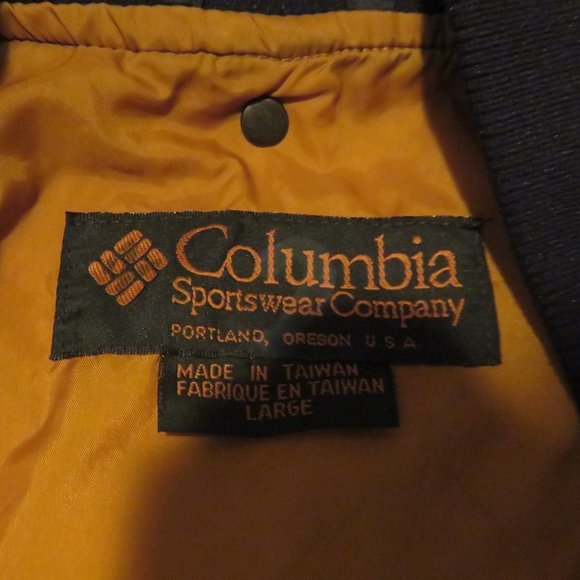 Columbia
Sportswear Company
PORTLAND, OREGON U.S.A
MADE IN TAIWAN
FABRIQUE EN TAIWAN
LARGE